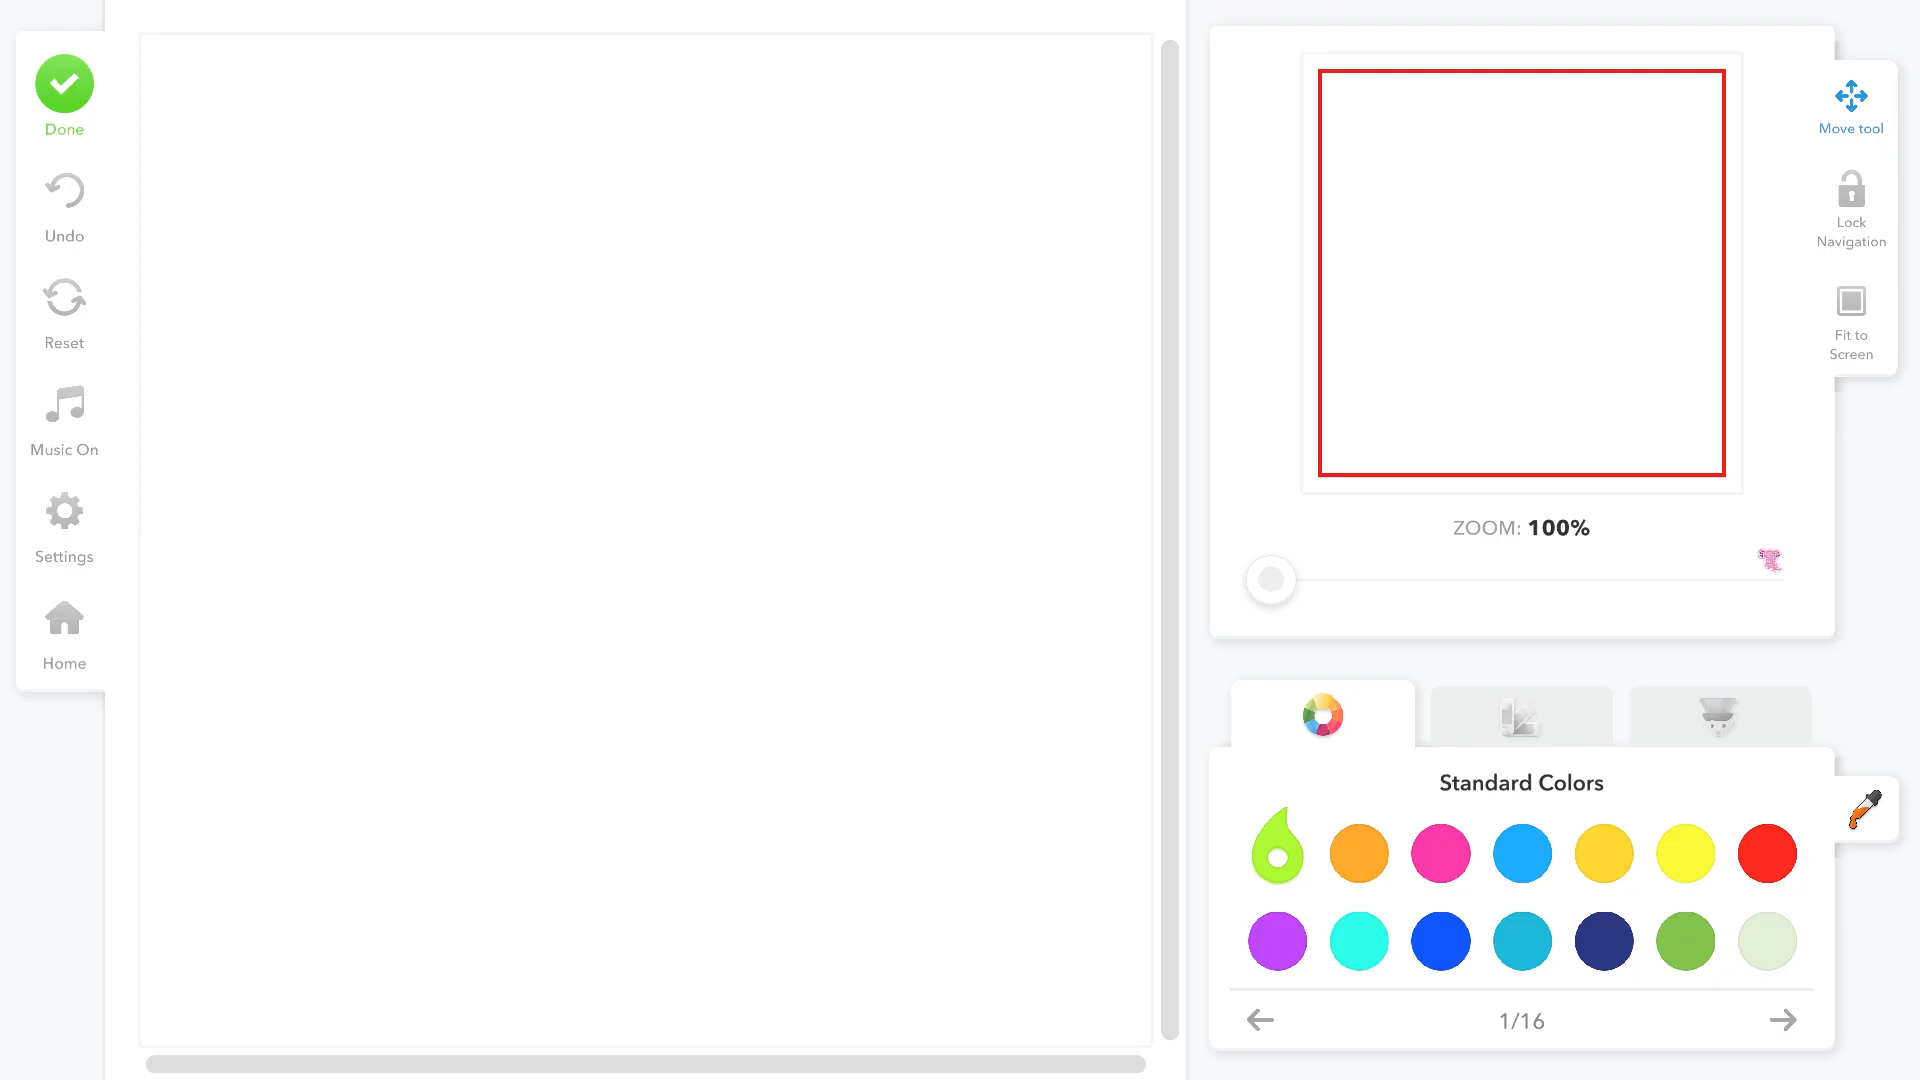 Done
Undo
Reset
Music On
Settings
Home
ZOOM: 100%
Move tool
Lock
Navigation
Fit to
Screen
Standard Colors
1/16